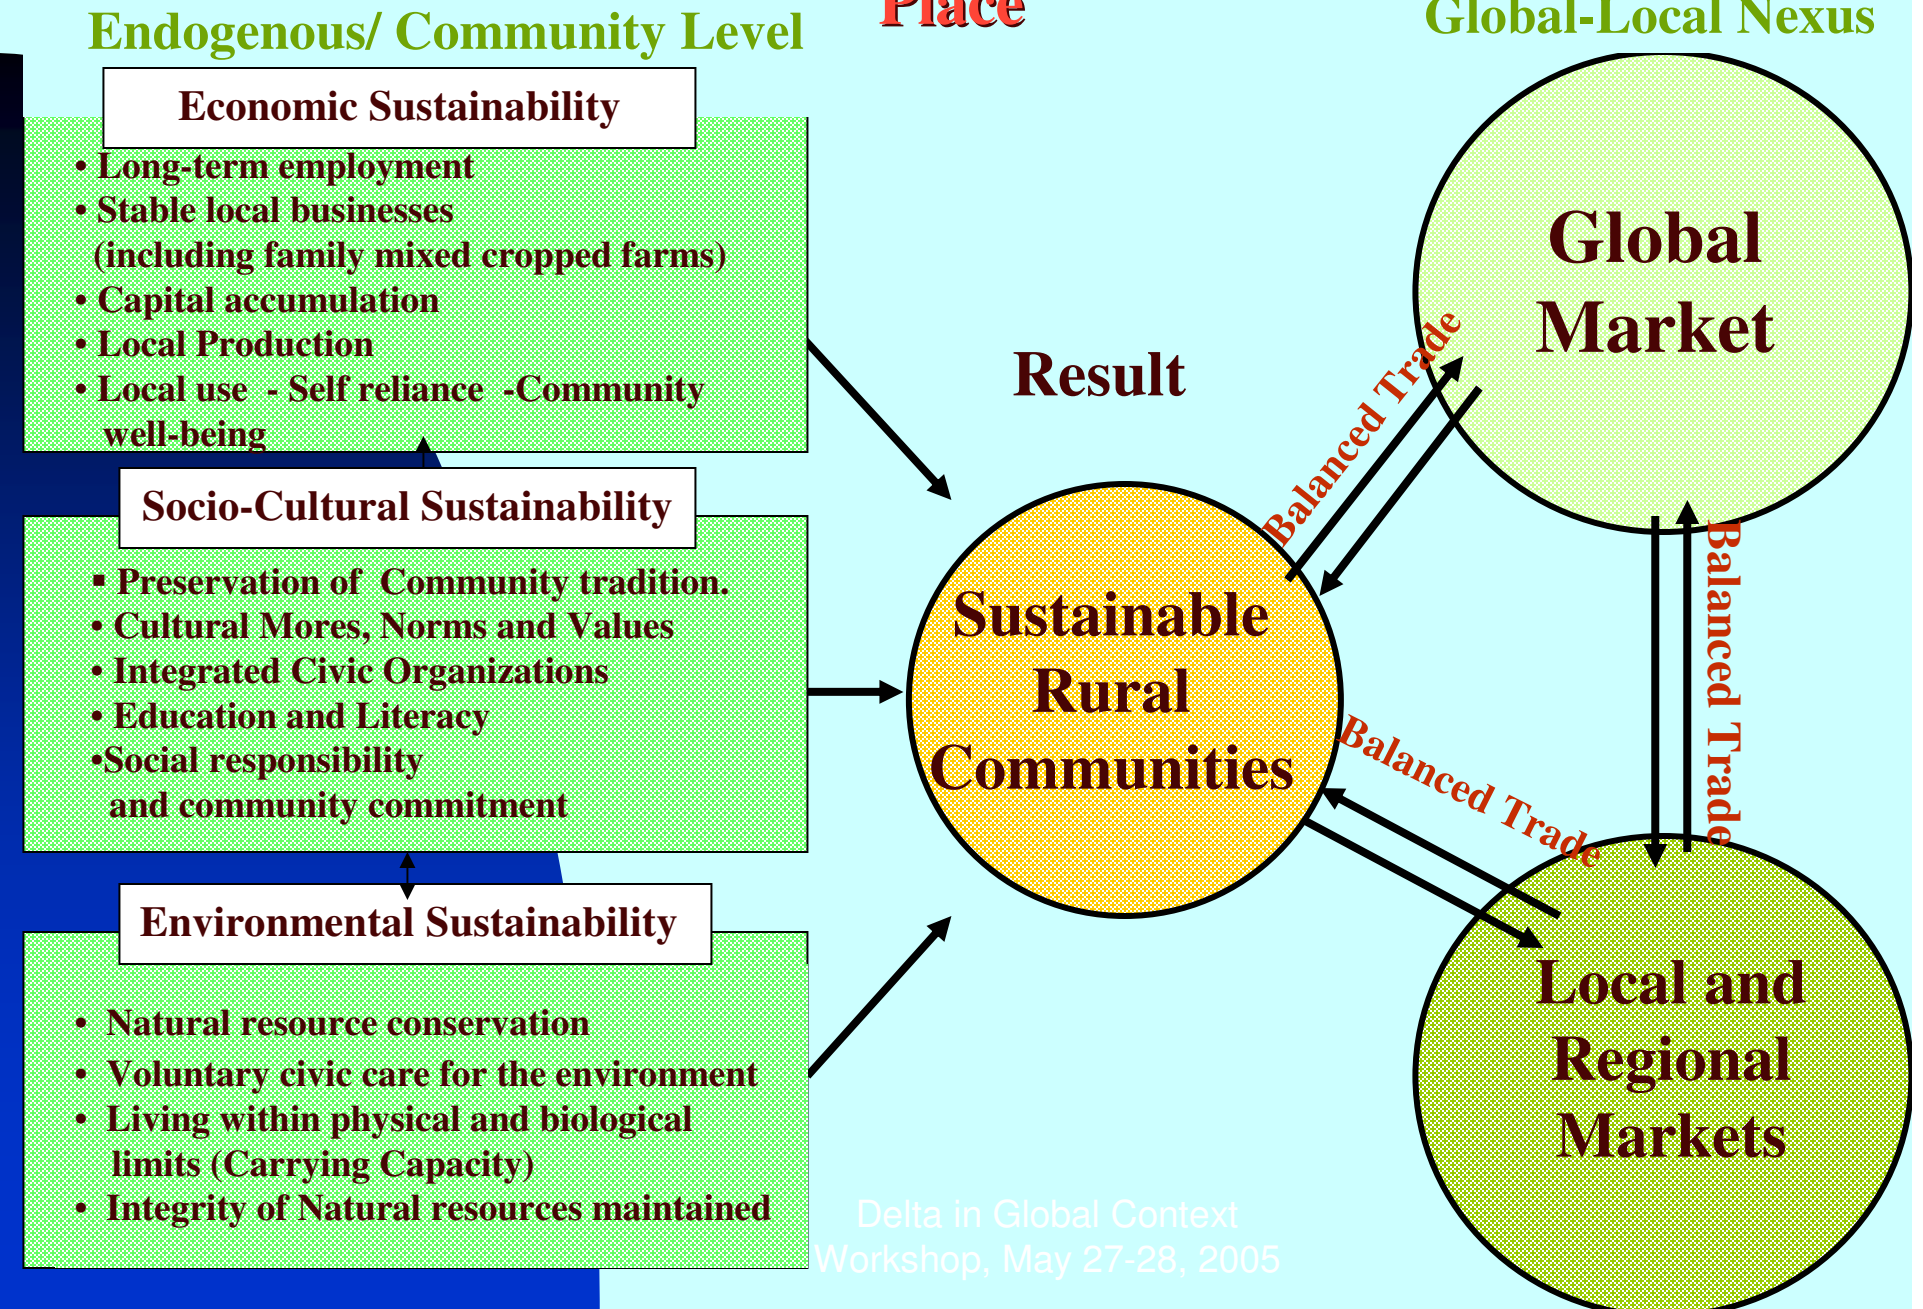 Place
Endogenous/ Community Level
Global-Local Nexus
Economic Sustainability
• Long-term employment
• Stable local businesses
(including family mixed cropped farms)
• Capital accumulation
• Local Production
• Local use - Self reliance -Community
well-being
Socio-Cultural Sustainability
▪ Preservation of Community tradition.
• Cultural Mores, Norms and Values
• Integrated Civic Organizations
• Education and Literacy
•Social responsibility
and community commitment
Environmental Sustainability
• Natural resource conservation
• Voluntary civic care for the environment
• Living within physical and biological
limits (Carrying Capacity)
• Integrity of Natural resources maintained
Result
Sustainable
Rural
Communities
Balanced Trade
Global
Market
Balanced Trade
Balanced Trade
Local and
Regional
Markets
Delta in Global Context
Workshop, May 27-28, 2005